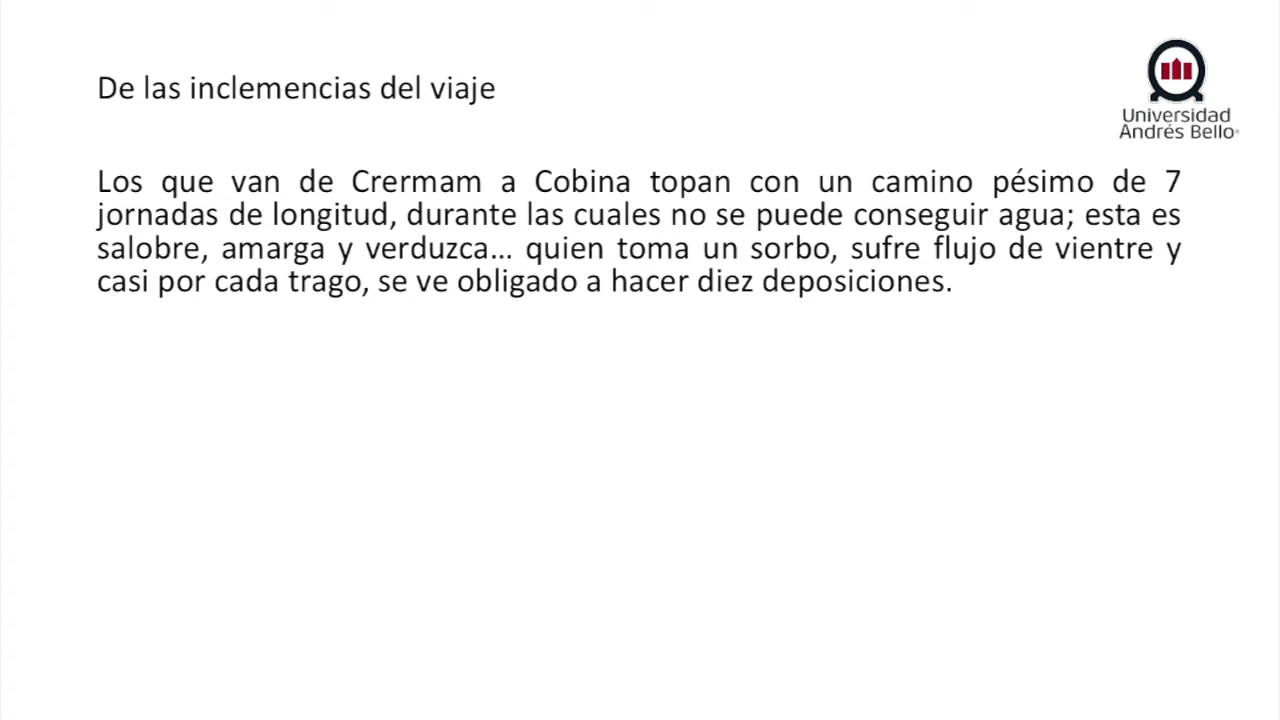 De las inclemencias del viaje
Universidad
Andrés Bello
Los que van de Crermam a Cobina topan con un camino pésimo de 7
jornadas de longitud, durante las cuales no se puede conseguir agua; esta es
salobre, amarga y verduzca... quien toma un sorbo, sufre flujo de vientre y
casi por cada trago, se ve obligado a hacer diez deposiciones.